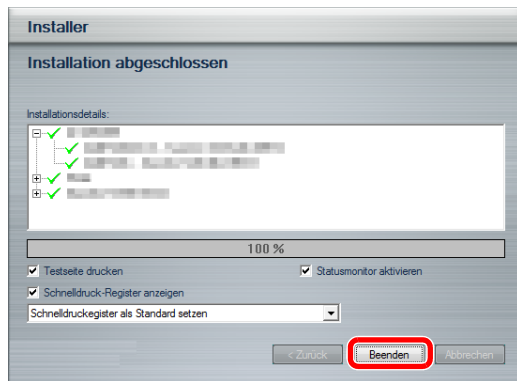 Installer
Installation abgeschlossen
Installationsdetails:
100 %
Testseite drucken
Statusmonitor aktivieren
Schnelldruck-Register anzeigen
Schnelldruckegister als Standard setzen
< Zurück
Beenden
Abbrechen